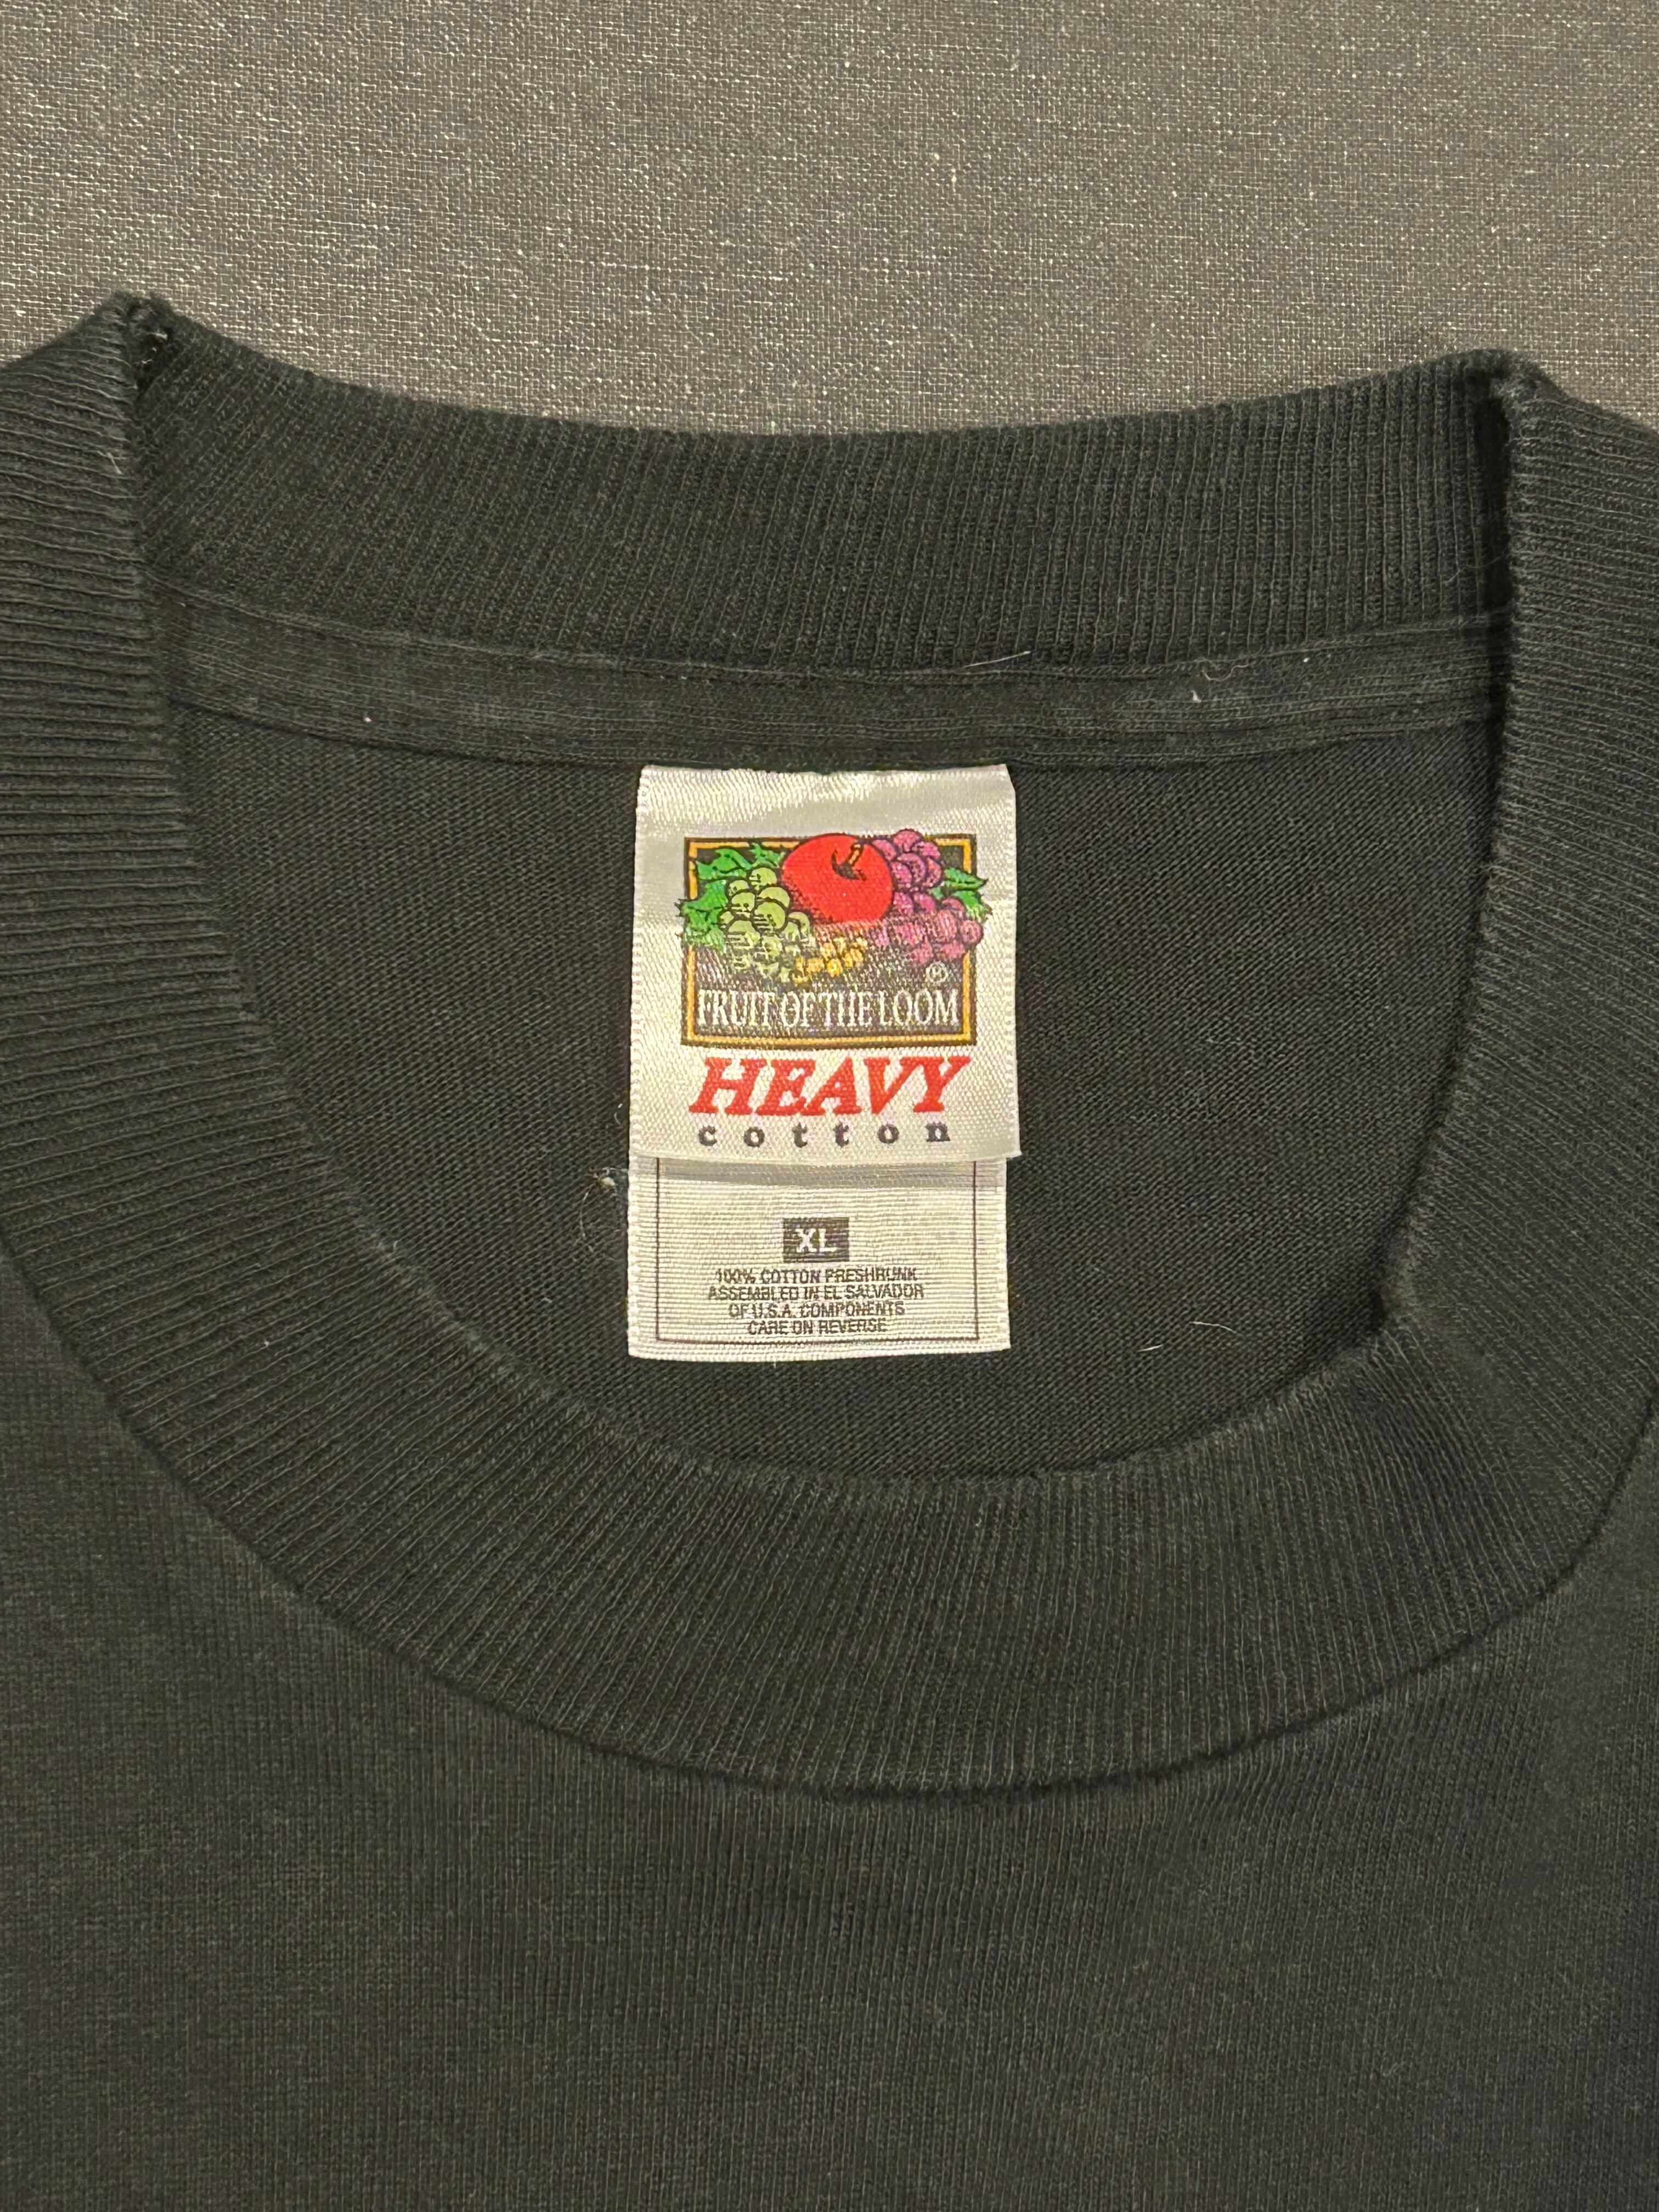 ®
FRUIT OF THE LOOM
HEAVY
cotton
XL
100% COTTON PRESHRUNK
ASSEMBLED IN EL SALVADOR
OF U.S.A. COMPONENTS
CARE ON REVERSE